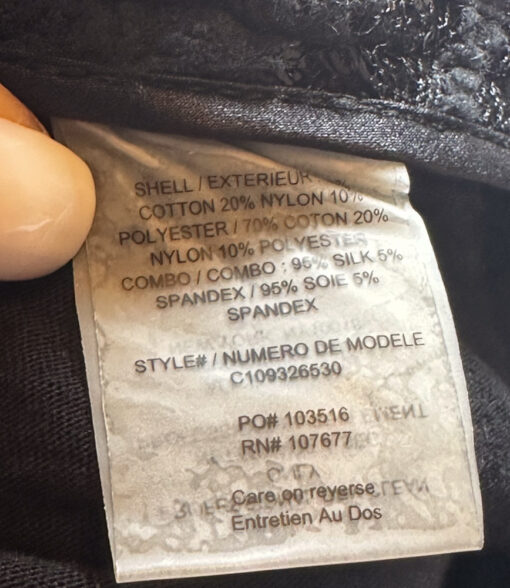 SHELL / EXTERIEUR
COTTON 20% NYLON 10%
POLYESTER / 70% COTON 20%
NYLON 10% POLYESTER
COMBO / COMBO : 95% SILK 5%
SPANDEX / 95% SOIE 5%
SPANDEX
STYLE# / NUMERO DE MODELE
C109326530
PO# 103516
RN# 107677
Care on reverse
Entretien Au Dos